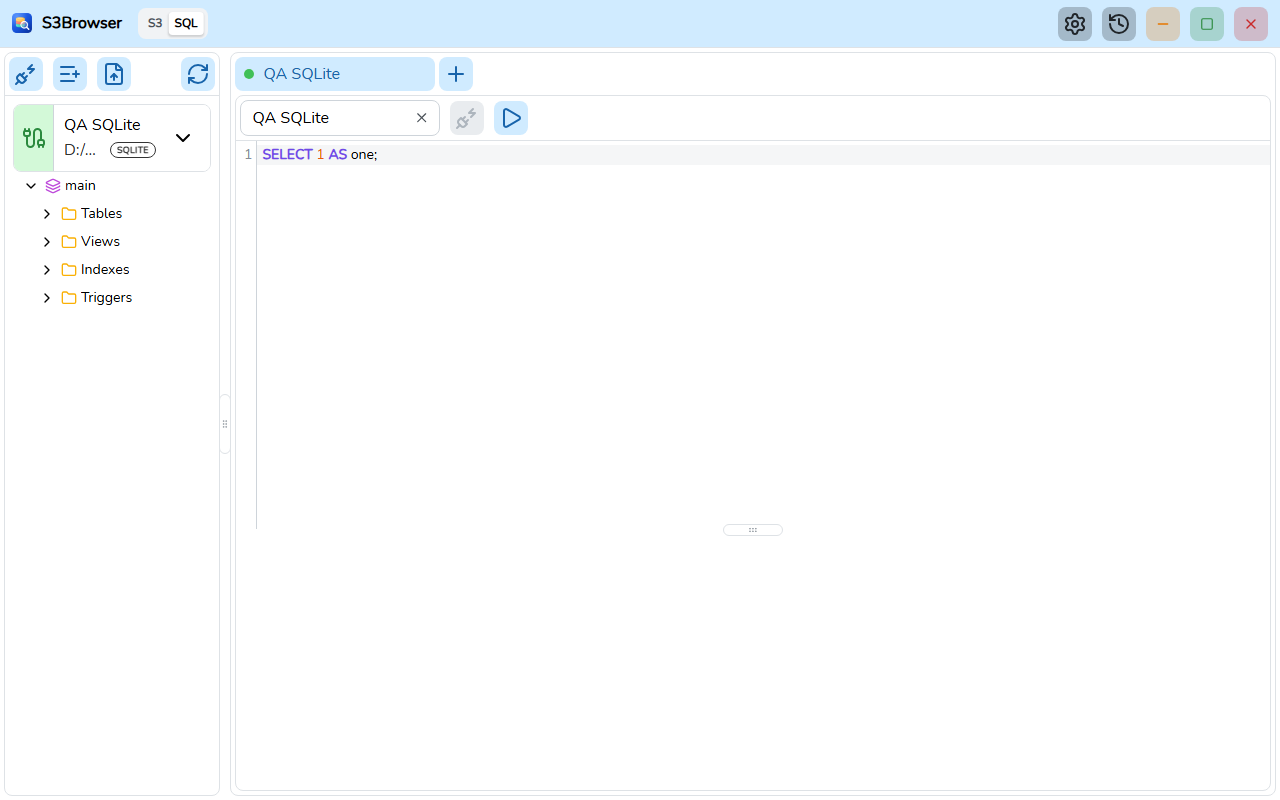 S3Browser
S3 SQL
QA SQLite
D:/...
SQLITE
main
Tables
Views
Indexes
Triggers
QA SQLite
QA SQLite
1 SELECT 1 AS one;